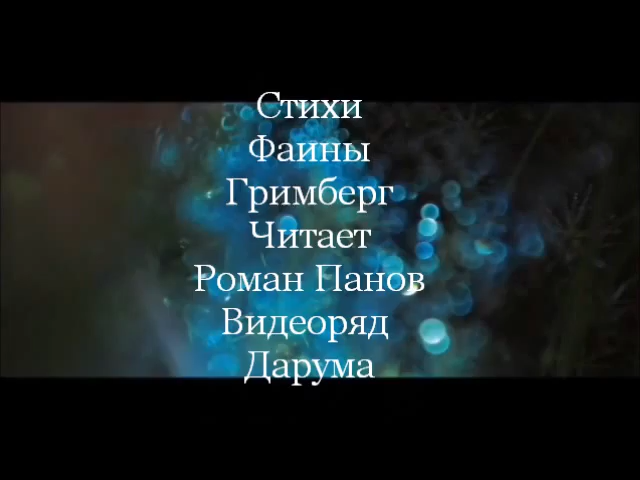 Стихи
Фаины
Гримберг
Читает
Роман Панов
Видеоряд
Дарума